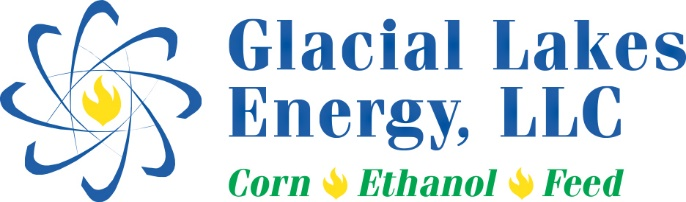 Glacial Lakes
Energy, LLC
Corn Ethanol Feed